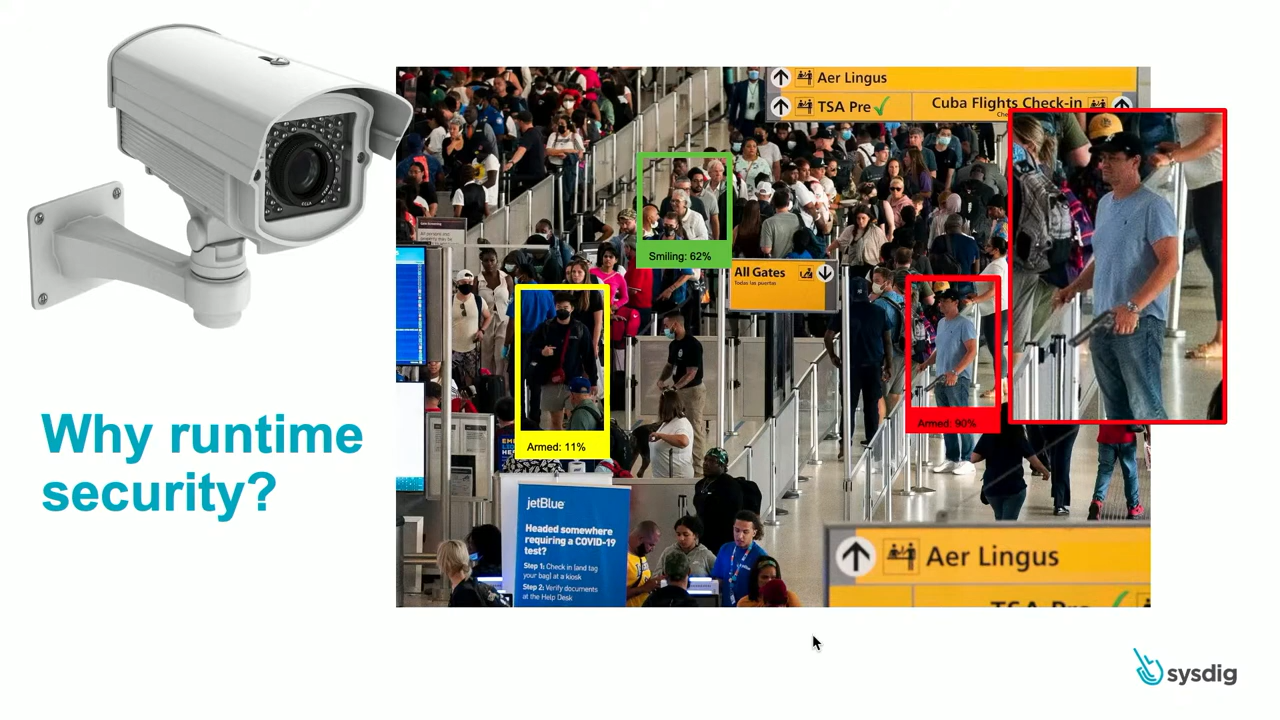 Why runtime
security?
Aer Lingus
TSA Pre
Cuba Flights Check-in
Smiling: 62%
All Gates
Todas las puertas
Armed: 11%
Armed: 90%
jetBlue
Headed somewhere
requiring a COVID-19
test?
Step 1: Check in (and tag
your bag) at a kiosk
Step 2: Verify documents
at the Help Desk
Aer Lingus
TSA Pre
sysdig